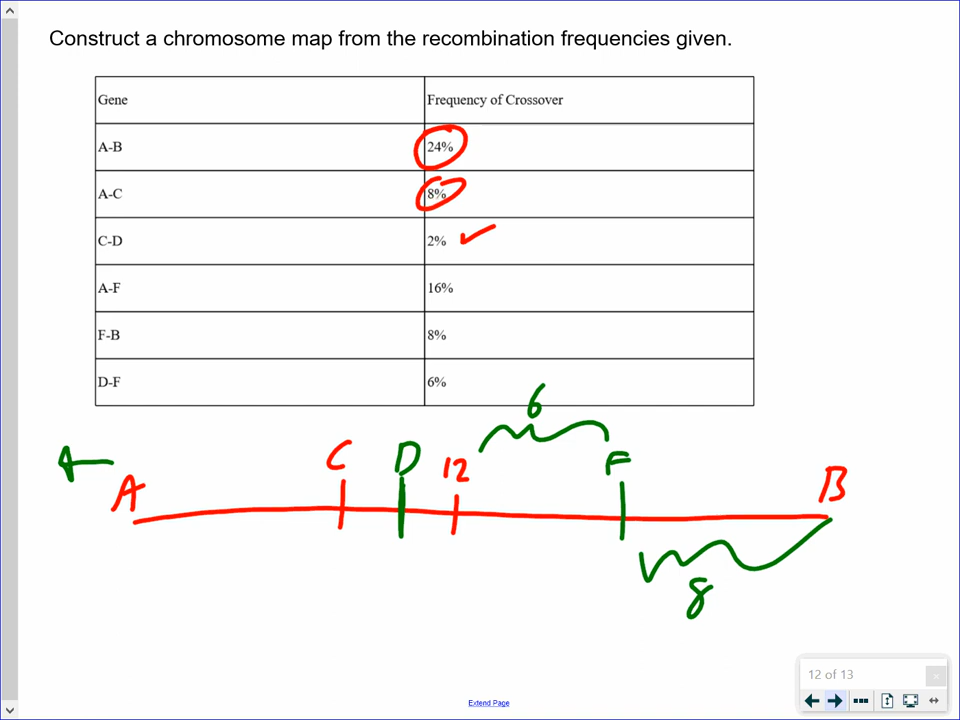 Construct a chromosome map from the recombination frequencies given.
Gene Frequency of Crossover
A-B 24%
A-C 8%
C-D 2%
A-F 16%
F-B 8%
D-F 6%
6
C D 12 F
A B
8
12 of 13
Extend Page